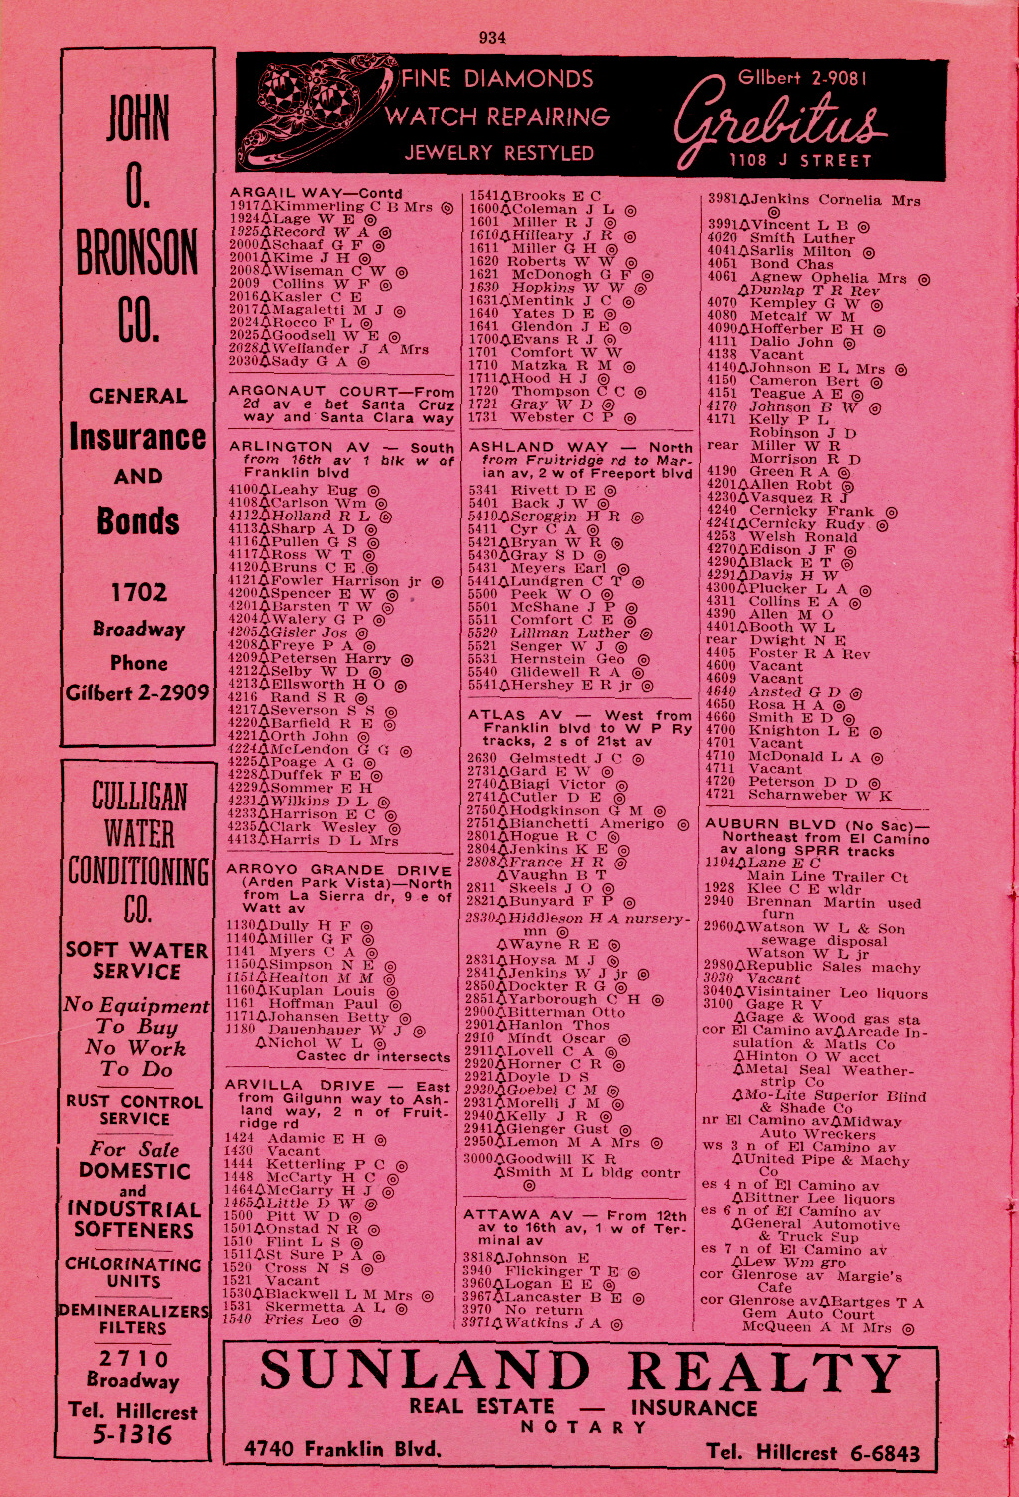 934
JOHN
O.
BRONSON
CO.
GENERAL
Insurance
AND
Bonds
1702
Broadway
Phone
Gilbert 2-2909
CULLIGAN
WATER
CONDITIONING
CO.
SOFT WATER
SERVICE
No Equipment
To Buy
No Work
To Do
RUST CONTROL
SERVICE
For Sale
DOMESTIC
and
INDUSTRIAL
SOFTENERS
CHLORINATING
UNITS
DEMINERALIZERS
FILTERS
2710
Broadway
Tel. Hillcrest
5-1316
FINE DIAMONDS
WATCH REPAIRING
JEWELRY RESTYLED
GIlbert 2-9081
Grebitus
1108 J STREET
ARGAIL WAY—Contd
1917△Kimmerling C B Mrs ◎
1924△Lage W E ◎
1925△Record W A ◎
2000△Schaaf G F ◎
2001△Kime J H ◎
2008△Wiseman C W ◎
2009 Collins W F ◎
2016△Kasler C E
2017△Magaletti M J ◎
2024△Rocco F L ◎
2025△Goodsell W E ◎
2028△Wellander J A Mrs
2030△Sady G A ◎
ARGONAUT COURT—From
2d av e bet Santa Cruz
way and Santa Clara way
ARLINGTON AV — South
from 16th av 1 blk w of
Franklin blvd
4100△Leahy Eug ◎
4108△Carlson Wm ◎
4112△Holland R L ◎
4113△Sharp A D ◎
4116△Pullen G S ◎
4117△Ross W T ◎
4120△Bruns C E ◎
4121△Fowler Harrison jr ◎
4200△Spencer E W ◎
4201△Barsten T W ◎
4204△Walery G P ◎
4205△Gisler Jos ◎
4208△Freye P A ◎
4209△Petersen Harry ◎
4212△Selby W D ◎
4213△Ellsworth H O ◎
4216 Rand S R ◎
4217△Severson S S ◎
4220△Barfield R E ◎
4221△Orth John ◎
4224△McLendon G G ◎
4225△Poage A G ◎
4228△Duffek F E ◎
4229△Sommer E H
4231△Wilkins D L ◎
4233△Harrison E C ◎
4235△Clark Wesley ◎
4413△Harris D L Mrs
ARROYO GRANDE DRIVE
(Arden Park Vista)—North
from La Sierra dr, 9 e of
Watt av
1130△Dully H F ◎
1140△Miller G F ◎
1141 Myers C A ◎
1150△Simpson N E ◎
1151△Heaiton M M ◎
1160△Kuplan Louis ◎
1161 Hoffman Paul ◎
1171△Johansen Betty ◎
1180 Dauenhauer W J ◎
△Nichol W L ◎
Castec dr intersects
ARVILLA DRIVE — East
from Gilgunn way to Ash-
land way, 2 n of Fruit-
ridge rd
1424 Adamic E H ◎
1430 Vacant
1444 Ketterling P C ◎
1448 McCarty H C ◎
1464△McGarry H J ◎
1465△Little D W ◎
1500 Pitt W D ◎
1501△Onstad N R ◎
1510 Flint L S ◎
1511△St Sure P A ◎
1520 Cross N S ◎
1521 Vacant
1530△Blackwell L M Mrs ◎
1531 Skermetta A L ◎
1540 Fries Leo ◎
1541△Brooks E C
1600△Coleman J L ◎
1601 Miller R J ◎
1610△Hilleary J R ◎
1611 Miller G H ◎
1620 Roberts W W ◎
1621 McDonogh G F ◎
1630 Hopkins W W ◎
1631△Mentink J C ◎
1640 Yates D E ◎
1641 Glendon J E ◎
1700△Evans R J ◎
1701 Comfort W W
1710 Matzka R M ◎
1711△Hood H J ◎
1720 Thompson C C ◎
1721 Gray W D ◎
1731 Webster C P ◎
ASHLAND WAY — North
from Fruitridge rd to Mar-
ian av, 2 w of Freeport blvd
5341 Rivett D E ◎
5401 Back J W ◎
5410△Scroggin H R ◎
5411 Cyr C A ◎
5421△Bryan W R ◎
5430△Gray S D ◎
5431 Meyers Earl ◎
5441△Lundgren C T ◎
5500 Peek W O ◎
5501 McShane J P ◎
5511 Comfort C E ◎
5520 Lillman Luther ◎
5521 Senger W J ◎
5531 Hernstein Geo ◎
5540 Glidewell R A ◎
5541△Hershey E R jr ◎
ATLAS AV — West from
Franklin blvd to W P Ry
tracks, 2 s of 21st av
2630 Gelmstedt J C ◎
2731△Gard E W ◎
2740△Biagi Victor ◎
2741△Cutler D E ◎
2750△Hodgkinson G M ◎
2751△Bianchetti Amerigo ◎
2801△Hogue R C ◎
2804△Jenkins K E ◎
2808△France H R ◎
△Vaughn B T
2811 Skeels J O ◎
2821△Bunyard F P ◎
2830△Hiddleson H A nursery-
mn ◎
△Wayne R E ◎
2831△Hoysa M J ◎
2841△Jenkins W J jr ◎
2850△Dockter R G ◎
2851△Yarborough C H ◎
2900△Bitterman Otto
2901△Hanlon Thos
2910 Mindt Oscar ◎
2911△Lovell C A ◎
2920△Horner C R ◎
2921△Doyle D S
2930△Goebel C M ◎
2931△Morelli J M ◎
2940△Kelly J R ◎
2941△Glenger Gust ◎
2950△Lemon M A Mrs ◎
3000△Goodwill K R
△Smith M L bldg contr
◎
ATTAWA AV — From 12th
av to 16th av, 1 w of Ter-
minal av
3818△Johnson E
3940 Flickinger T E ◎
3960△Logan E E ◎
3967△Lancaster B E ◎
3970 No return
3971△Watkins J A ◎
3981△Jenkins Cornelia Mrs
◎
3991△Vincent L B ◎
4020 Smith Luther
4041△Sarlis Milton ◎
4051 Bond Chas
4061 Agnew Ophelia Mrs ◎
△Dunlap T R Rev
4070 Kempley G W ◎
4080 Metcalf W M
4090△Hofferber E H ◎
4111 Dalio John ◎
4138 Vacant
4140△Johnson E L Mrs ◎
4150 Cameron Bert ◎
4151 Teague A E ◎
4170 Johnson B W ◎
4171 Kelly P L
Robinson J D
rear Miller W R
Morrison R D
4190 Green R A ◎
4201△Allen Robt ◎
4230△Vasquez R J
4240 Cernicky Frank ◎
4241△Cernicky Rudy ◎
4253 Welsh Ronald
4270△Edison J F ◎
4290△Black E T ◎
4291△Davis H W
4300△Plucker L A ◎
4311 Collins E A ◎
4390 Allen M O
4401△Booth W L
rear Dwight N E
4405 Foster R A Rev
4600 Vacant
4609 Vacant
4640 Ansted G D ◎
4650 Rosa H A ◎
4660 Smith E D ◎
4700 Knighton L E ◎
4701 Vacant
4710 McDonald L A ◎
4711 Vacant
4720 Peterson D D ◎
4721 Scharnweber W K
AUBURN BLVD (No Sac)—
Northeast from El Camino
av along SPRR tracks
1104△Lane E C
Main Line Trailer Ct
1928 Klee C E wldr
2940 Brennan Martin used
furn
2960△Watson W L & Son
sewage disposal
Watson W L jr
2980△Republic Sales machy
3030 Vacant
3040△Visintainer Leo liquors
3100 Gage R V
△Gage & Wood gas sta
cor El Camino av△△Arcade In-
sulation & Matls Co
△Hinton O W acct
△Metal Seal Weather-
strip Co
△Mo-Lite Superior Blind
& Shade Co
nr El Camino av△Midway
Auto Wreckers
ws 3 n of El Camino av
△United Pipe & Machy
Co
es 4 n of El Camino av
△Bittner Lee liquors
es 6 n of El Camino av
△General Automotive
& Truck Sup
es 7 n of El Camino av
△Lew Wm gro
cor Glenrose av Margie's
Cafe
cor Glenrose av△Bartges T A
Gem Auto Court
McQueen A M Mrs ◎
SUNLAND REALTY
REAL ESTATE — INSURANCE
NOTARY
4740 Franklin Blvd.
Tel. Hillcrest 6-6843